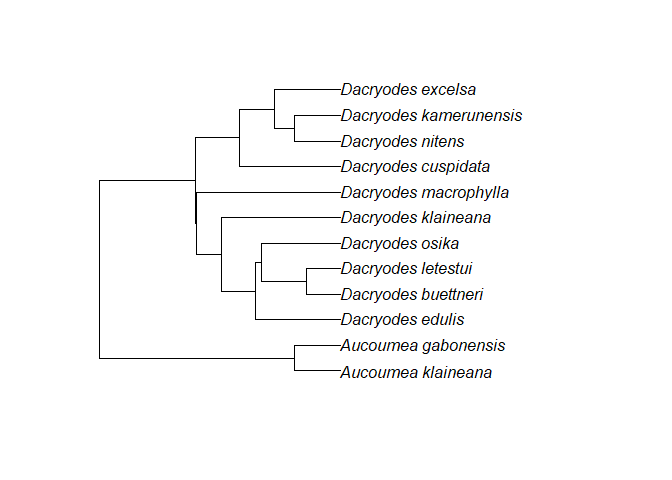 Dacryodes excelsa
Dacryodes kamerunensis
Dacryodes nitens
Dacryodes cuspidata
Dacryodes macrophylla
Dacryodes klaineana
Dacryodes osika
Dacryodes letestui
Dacryodes buettneri
Dacryodes edulis
Aucoumea gabonensis
Aucoumea klaineana